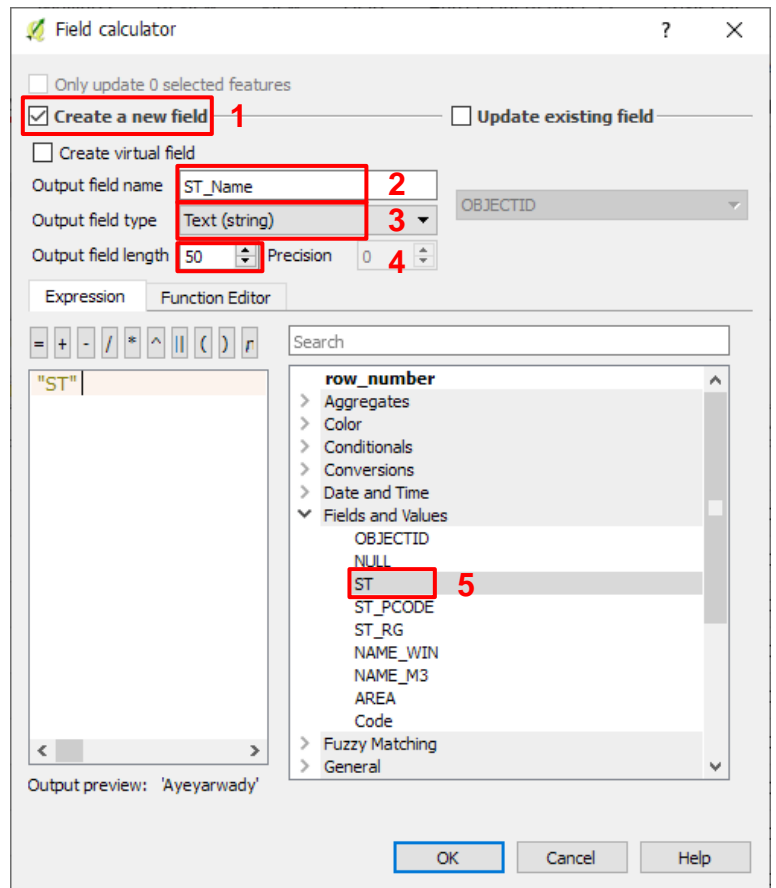 Field calculator ? ×
Only update 0 selected features
Create a new field 1 Update existing field
Create virtual field
Output field name ST_Name 2
OBJECTID
Output field type Text (string) 3
Output field length 50 Precision 0 4
Expression Function Editor
= + - / * ^ || ( )
Search
"ST"
row_number
Aggregates
Color
Conditionals
Conversions
Date and Time
Fields and Values
OBJECTID
NULL
ST 5
ST_PCODE
ST_RG
NAME_WIN
NAME_M3
AREA
Code
Fuzzy Matching
General
Output preview: 'Ayeyarwady'
OK Cancel Help